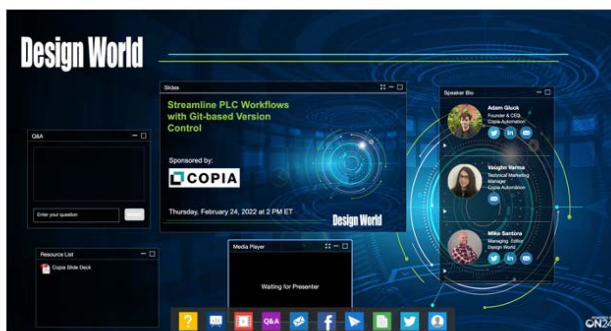 Design World
Slides
Streamline PLC Workflows
with Git-based Version
Control
Sponsored by:
COPIA
Thursday, February 24, 2022 at 2 PM ET
Design World
Speaker Bio
Adam Gluck
Founder & CEO
Copia Automation
Vaughn Varma
Technical Marketing
Manager
Copia Automation
Mike Santora
Managing Editor
Design World
Q&A
Enter your question
Resource List
Copia Slide Deck
Media Player
Waiting for Presenter
Q&A
ON24